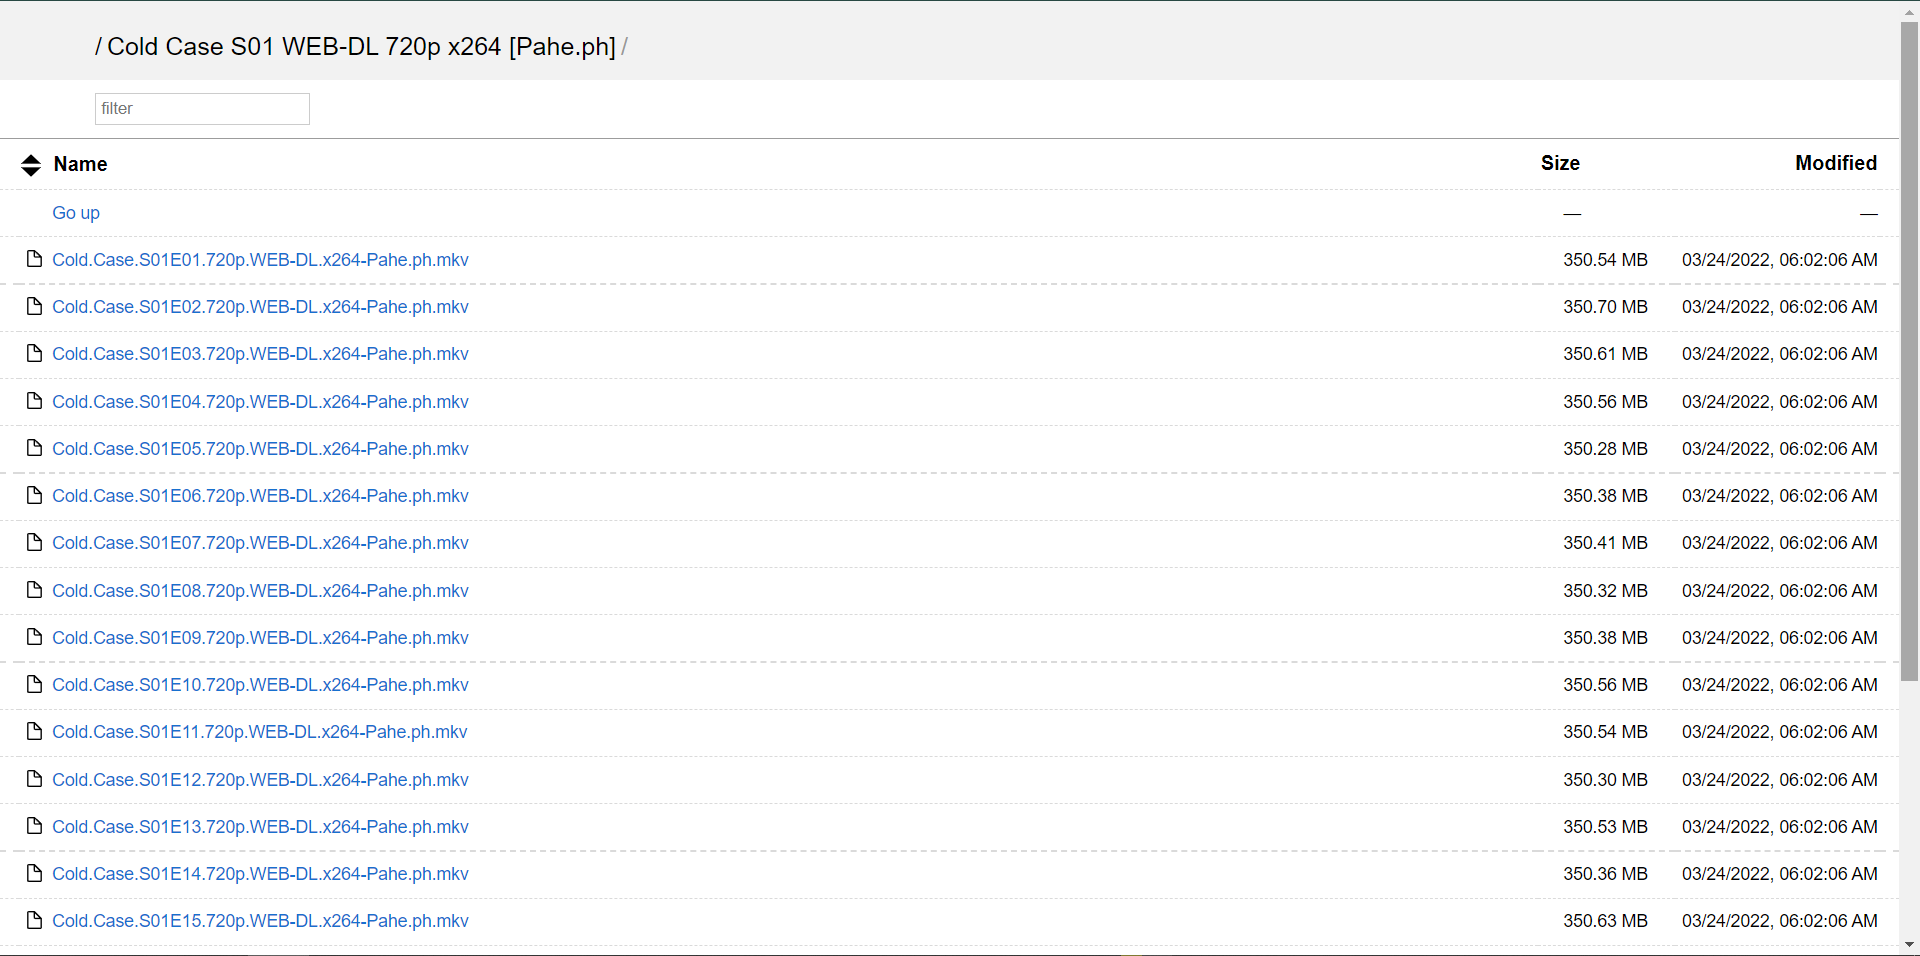 / Cold Case S01 WEB-DL 720p x264 [Pahe.ph] /
filter
Name Size Modified
Go up — —
Cold.Case.S01E01.720p.WEB-DL.x264-Pahe.ph.mkv 350.54 MB 03/24/2022, 06:02:06 AM
Cold.Case.S01E02.720p.WEB-DL.x264-Pahe.ph.mkv 350.70 MB 03/24/2022, 06:02:06 AM
Cold.Case.S01E03.720p.WEB-DL.x264-Pahe.ph.mkv 350.61 MB 03/24/2022, 06:02:06 AM
Cold.Case.S01E04.720p.WEB-DL.x264-Pahe.ph.mkv 350.56 MB 03/24/2022, 06:02:06 AM
Cold.Case.S01E05.720p.WEB-DL.x264-Pahe.ph.mkv 350.28 MB 03/24/2022, 06:02:06 AM
Cold.Case.S01E06.720p.WEB-DL.x264-Pahe.ph.mkv 350.38 MB 03/24/2022, 06:02:06 AM
Cold.Case.S01E07.720p.WEB-DL.x264-Pahe.ph.mkv 350.41 MB 03/24/2022, 06:02:06 AM
Cold.Case.S01E08.720p.WEB-DL.x264-Pahe.ph.mkv 350.32 MB 03/24/2022, 06:02:06 AM
Cold.Case.S01E09.720p.WEB-DL.x264-Pahe.ph.mkv 350.38 MB 03/24/2022, 06:02:06 AM
Cold.Case.S01E10.720p.WEB-DL.x264-Pahe.ph.mkv 350.56 MB 03/24/2022, 06:02:06 AM
Cold.Case.S01E11.720p.WEB-DL.x264-Pahe.ph.mkv 350.54 MB 03/24/2022, 06:02:06 AM
Cold.Case.S01E12.720p.WEB-DL.x264-Pahe.ph.mkv 350.30 MB 03/24/2022, 06:02:06 AM
Cold.Case.S01E13.720p.WEB-DL.x264-Pahe.ph.mkv 350.53 MB 03/24/2022, 06:02:06 AM
Cold.Case.S01E14.720p.WEB-DL.x264-Pahe.ph.mkv 350.36 MB 03/24/2022, 06:02:06 AM
Cold.Case.S01E15.720p.WEB-DL.x264-Pahe.ph.mkv 350.63 MB 03/24/2022, 06:02:06 AM